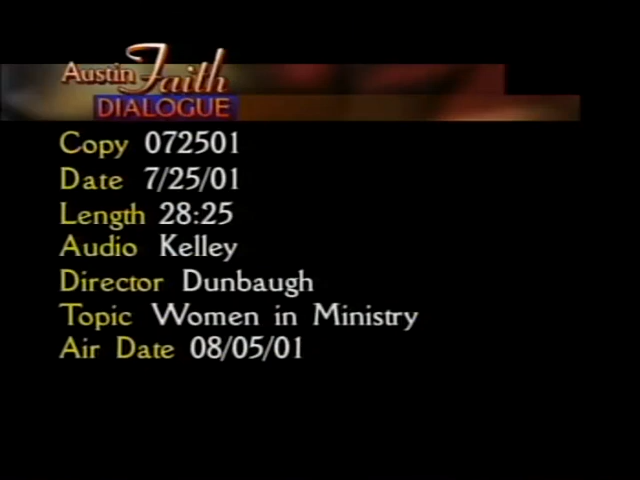 Austin Faith
DIALOGUE
Copy 072501
Date 7/25/01
Length 28:25
Audio Kelley
Director Dunbaugh
Topic Women in Ministry
Air Date 08/05/01